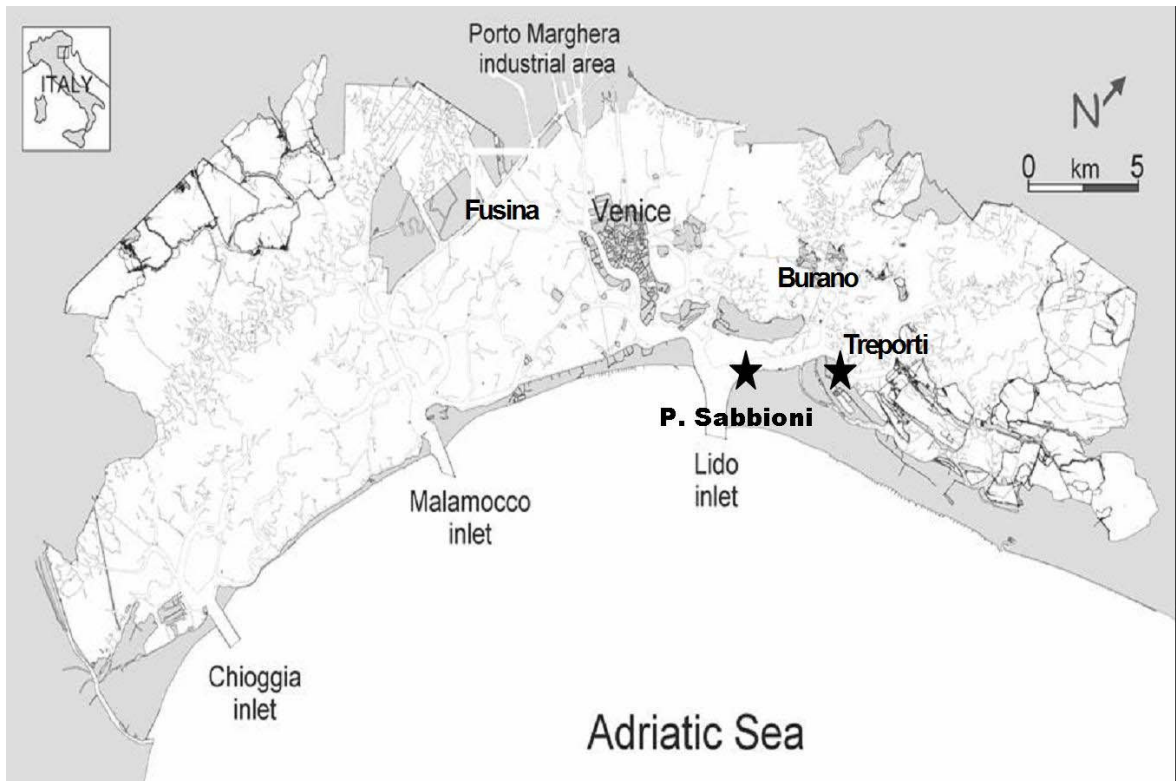 Porto Marghera
industrial area
ITALY
N
0 km 5
Fusina
Venice
Burano
Treporti
P. Sabbioni
Lido
inlet
Malamocco
inlet
Chioggia
inlet
Adriatic Sea